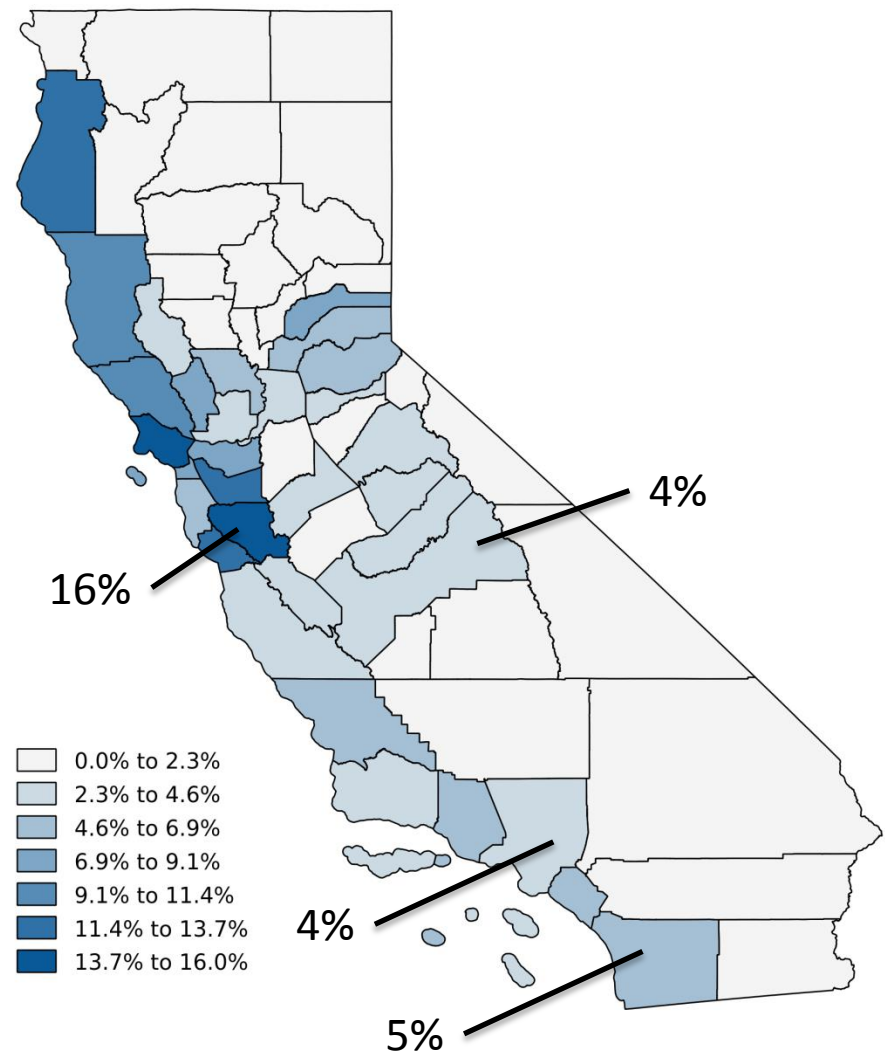 4%
16%
0.0% to 2.3%
2.3% to 4.6%
4.6% to 6.9%
6.9% to 9.1%
9.1% to 11.4%
11.4% to 13.7%
13.7% to 16.0%
4%
5%